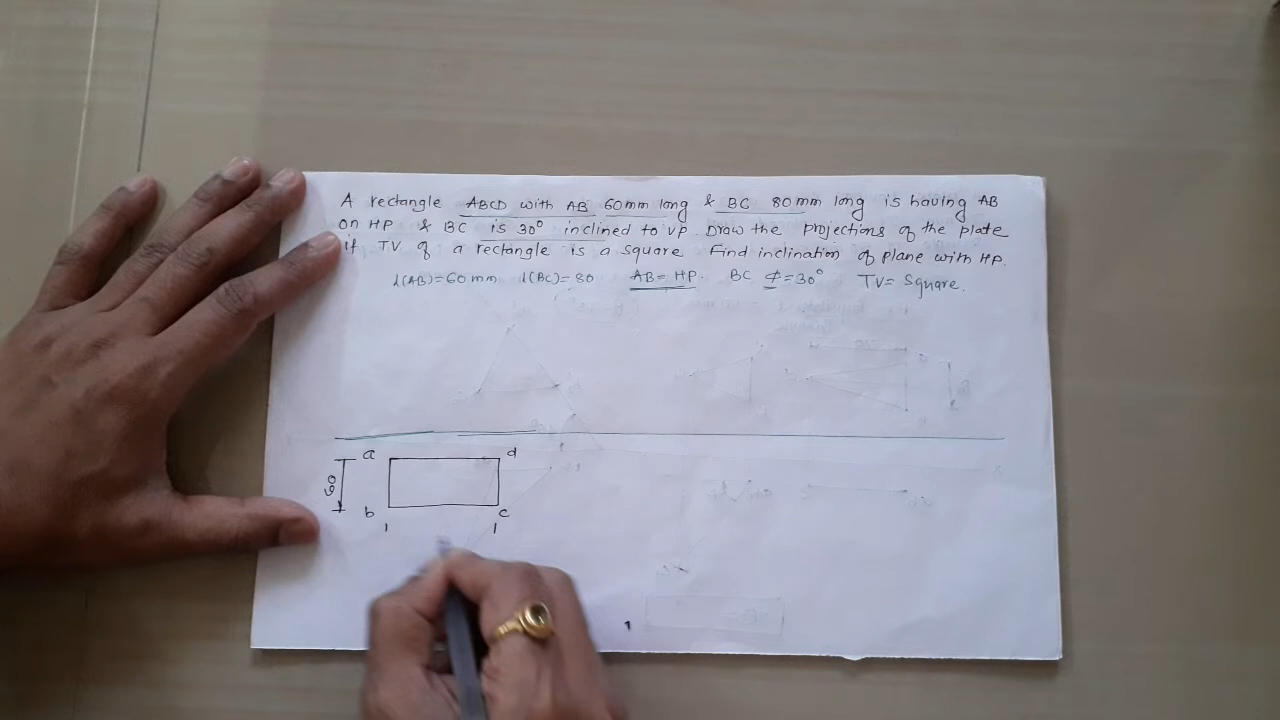 A rectangle ABCD with AB 60mm long & BC 80mm long is having AB
on HP & BC is 30° inclined to VP. Draw the projections of the plate
if TV of a rectangle is a square Find inclination of plane with HP.
l(AB)=60mm l(BC)=80 AB=HP. BC ϕ=30° TV= Square.
a d
60
b c